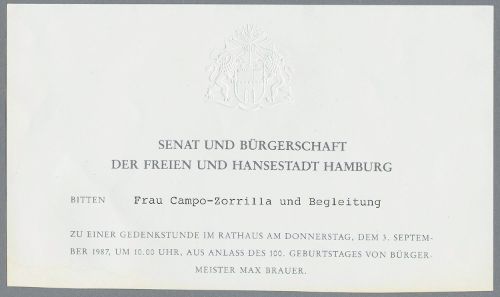 SENAT UND BÜRGERSCHAFT
DER FREIEN UND HANSESTADT HAMBURG
BITTEN Frau Campo-Zorrilla und Begleitung
ZU EINER GEDENKSTUNDE IM RATHAUS AM DONNERSTAG, DEM 3. SEPTEM-
BER 1987, UM 10.00 UHR, AUS ANLASS DES 100. GEBURTSTAGES VON BÜRGER-
MEISTER MAX BRAUER.